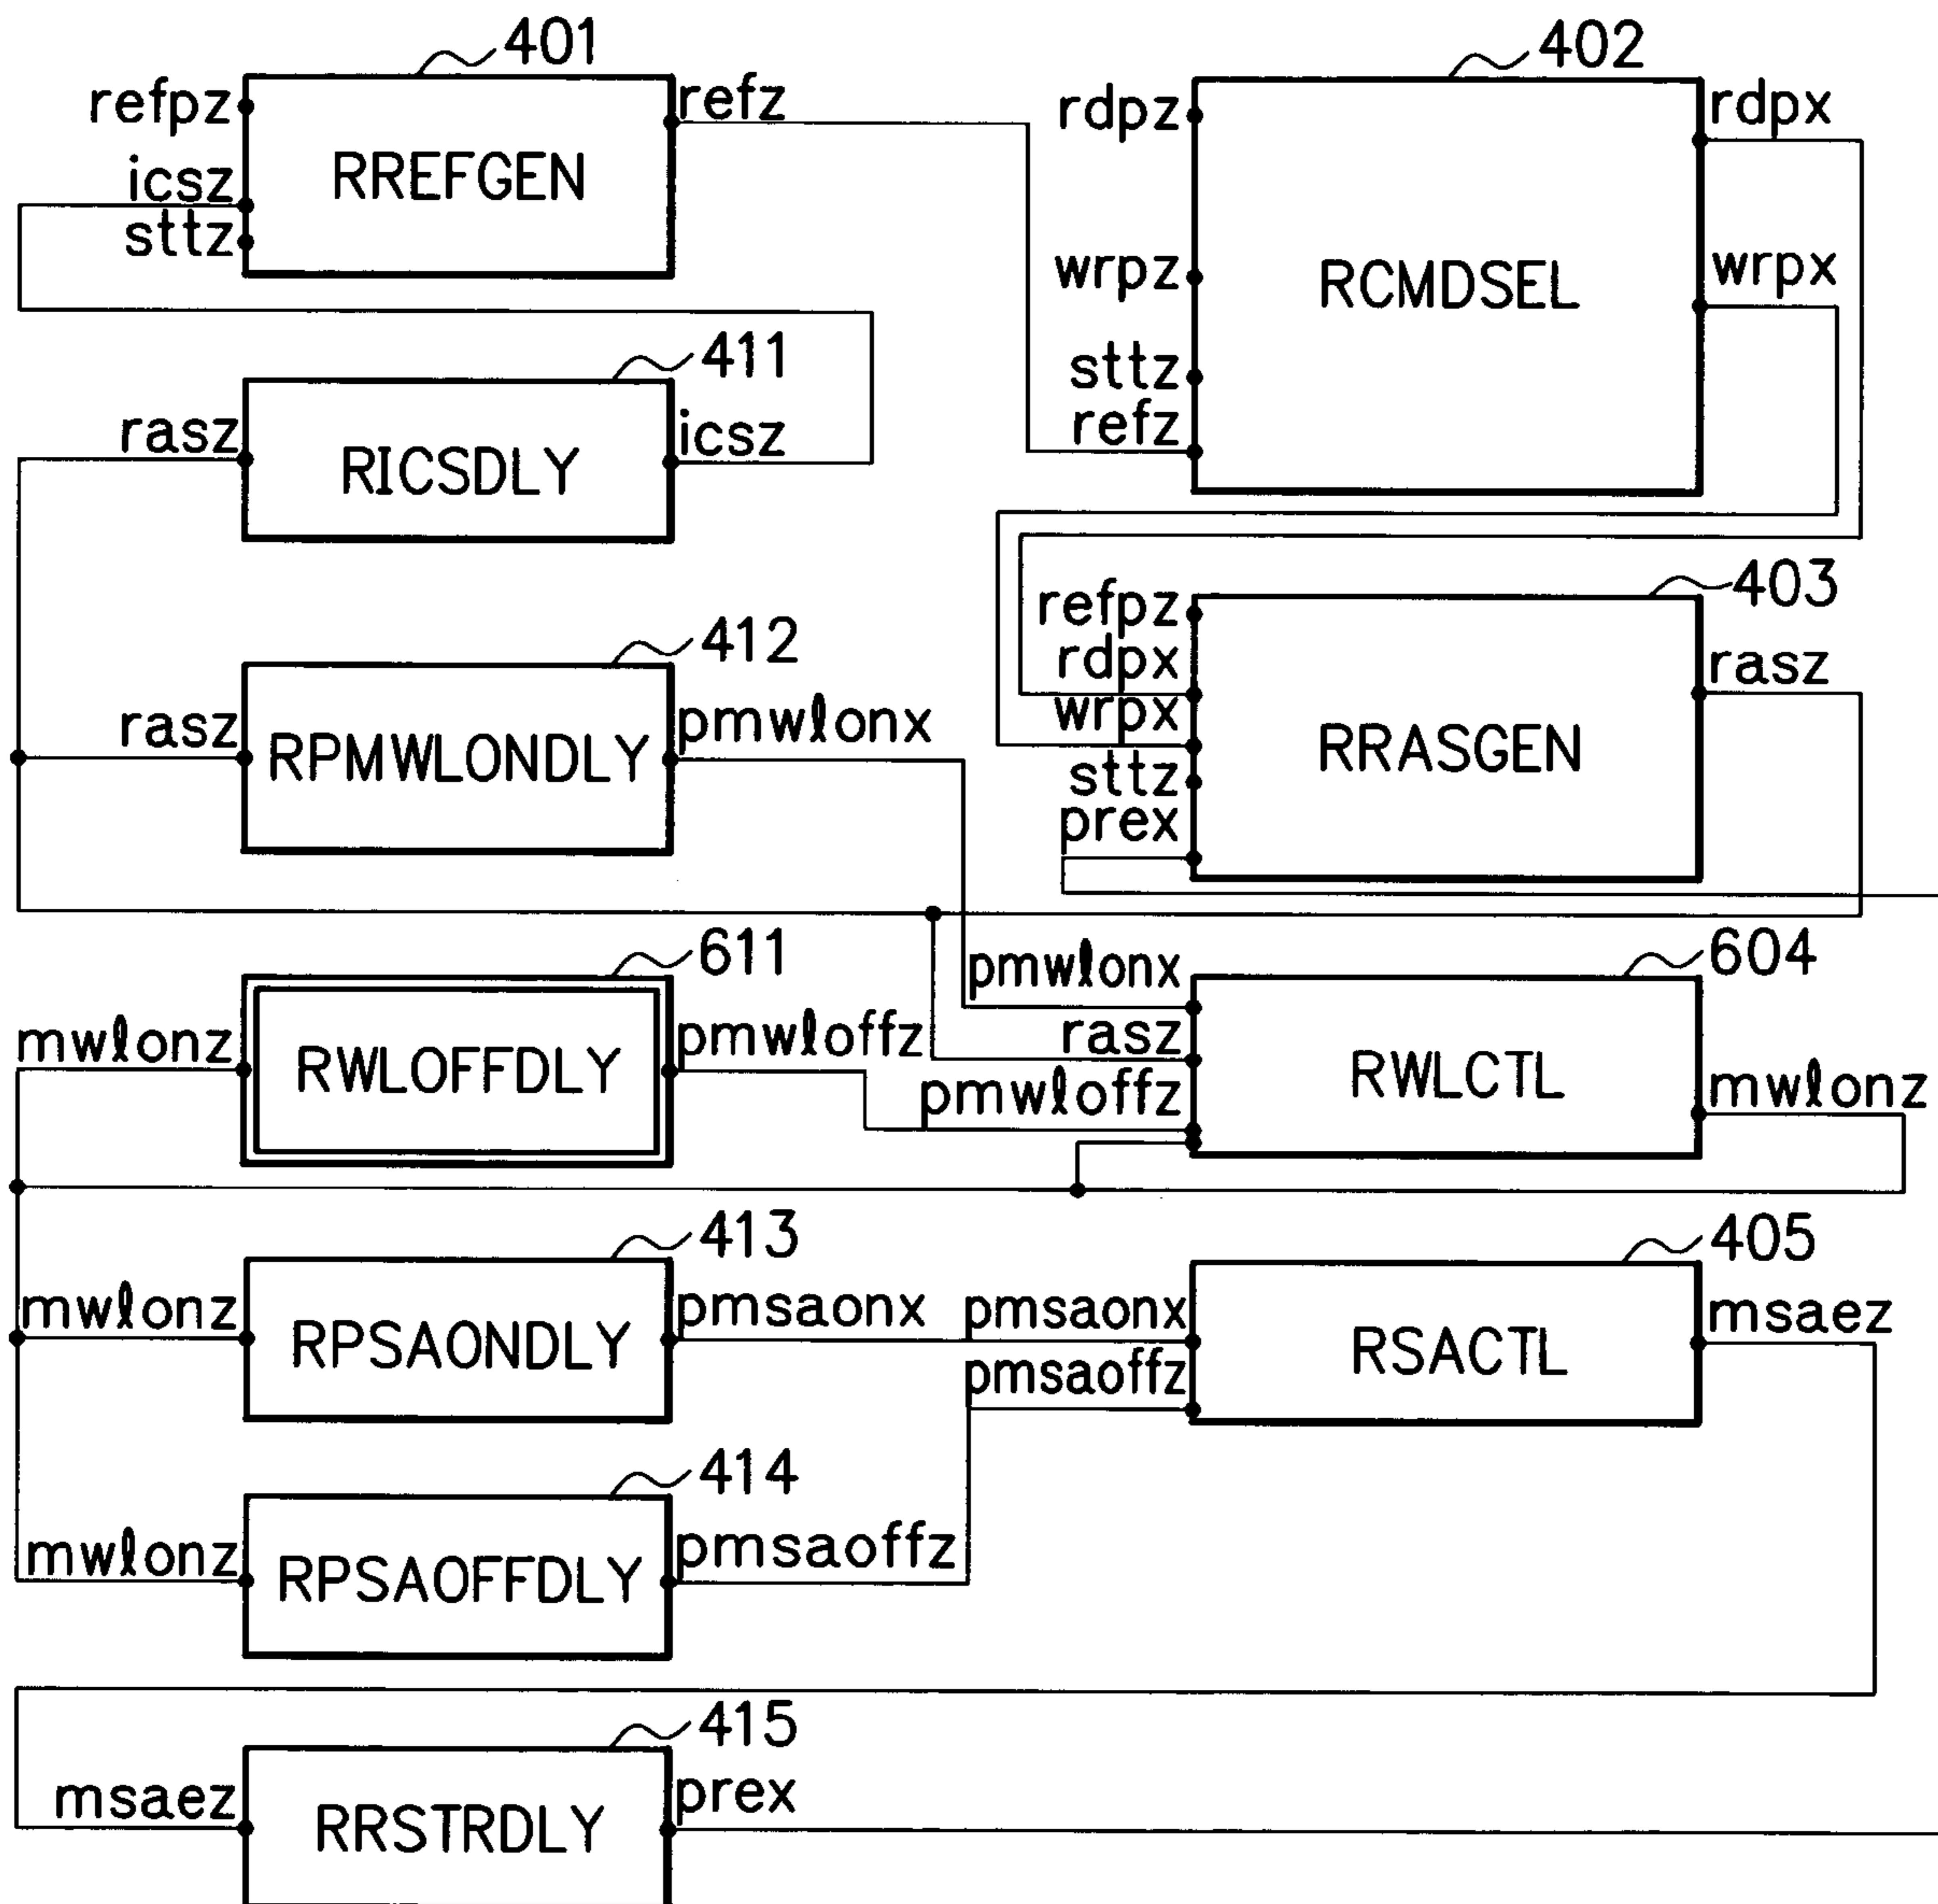 401
refpz
icsz
sttz
RREFGEN
refz
402
rdpz
wrpz
sttz
refz
RCMDSEL
rdpx
wrpx
411
rasz
RICSDLY
icsz
403
refpz
rdpx
wrpx
sttz
prex
RRASGEN
rasz
412
rasz
RPMWLONDLY
pmwlonx
611
mwlonz
RWLOFFDLY
pmwloffz
604
pmwlonx
rasz
pmwloffz
RWLCTL
mwlonz
413
mwlonz
RPSAONDLY
pmsaonx
405
pmsaonx
pmsaoffz
RSACTL
msaez
414
mwlonz
RPSAOFFDLY
pmsaoffz
415
msaez
RRSTRDLY
prex